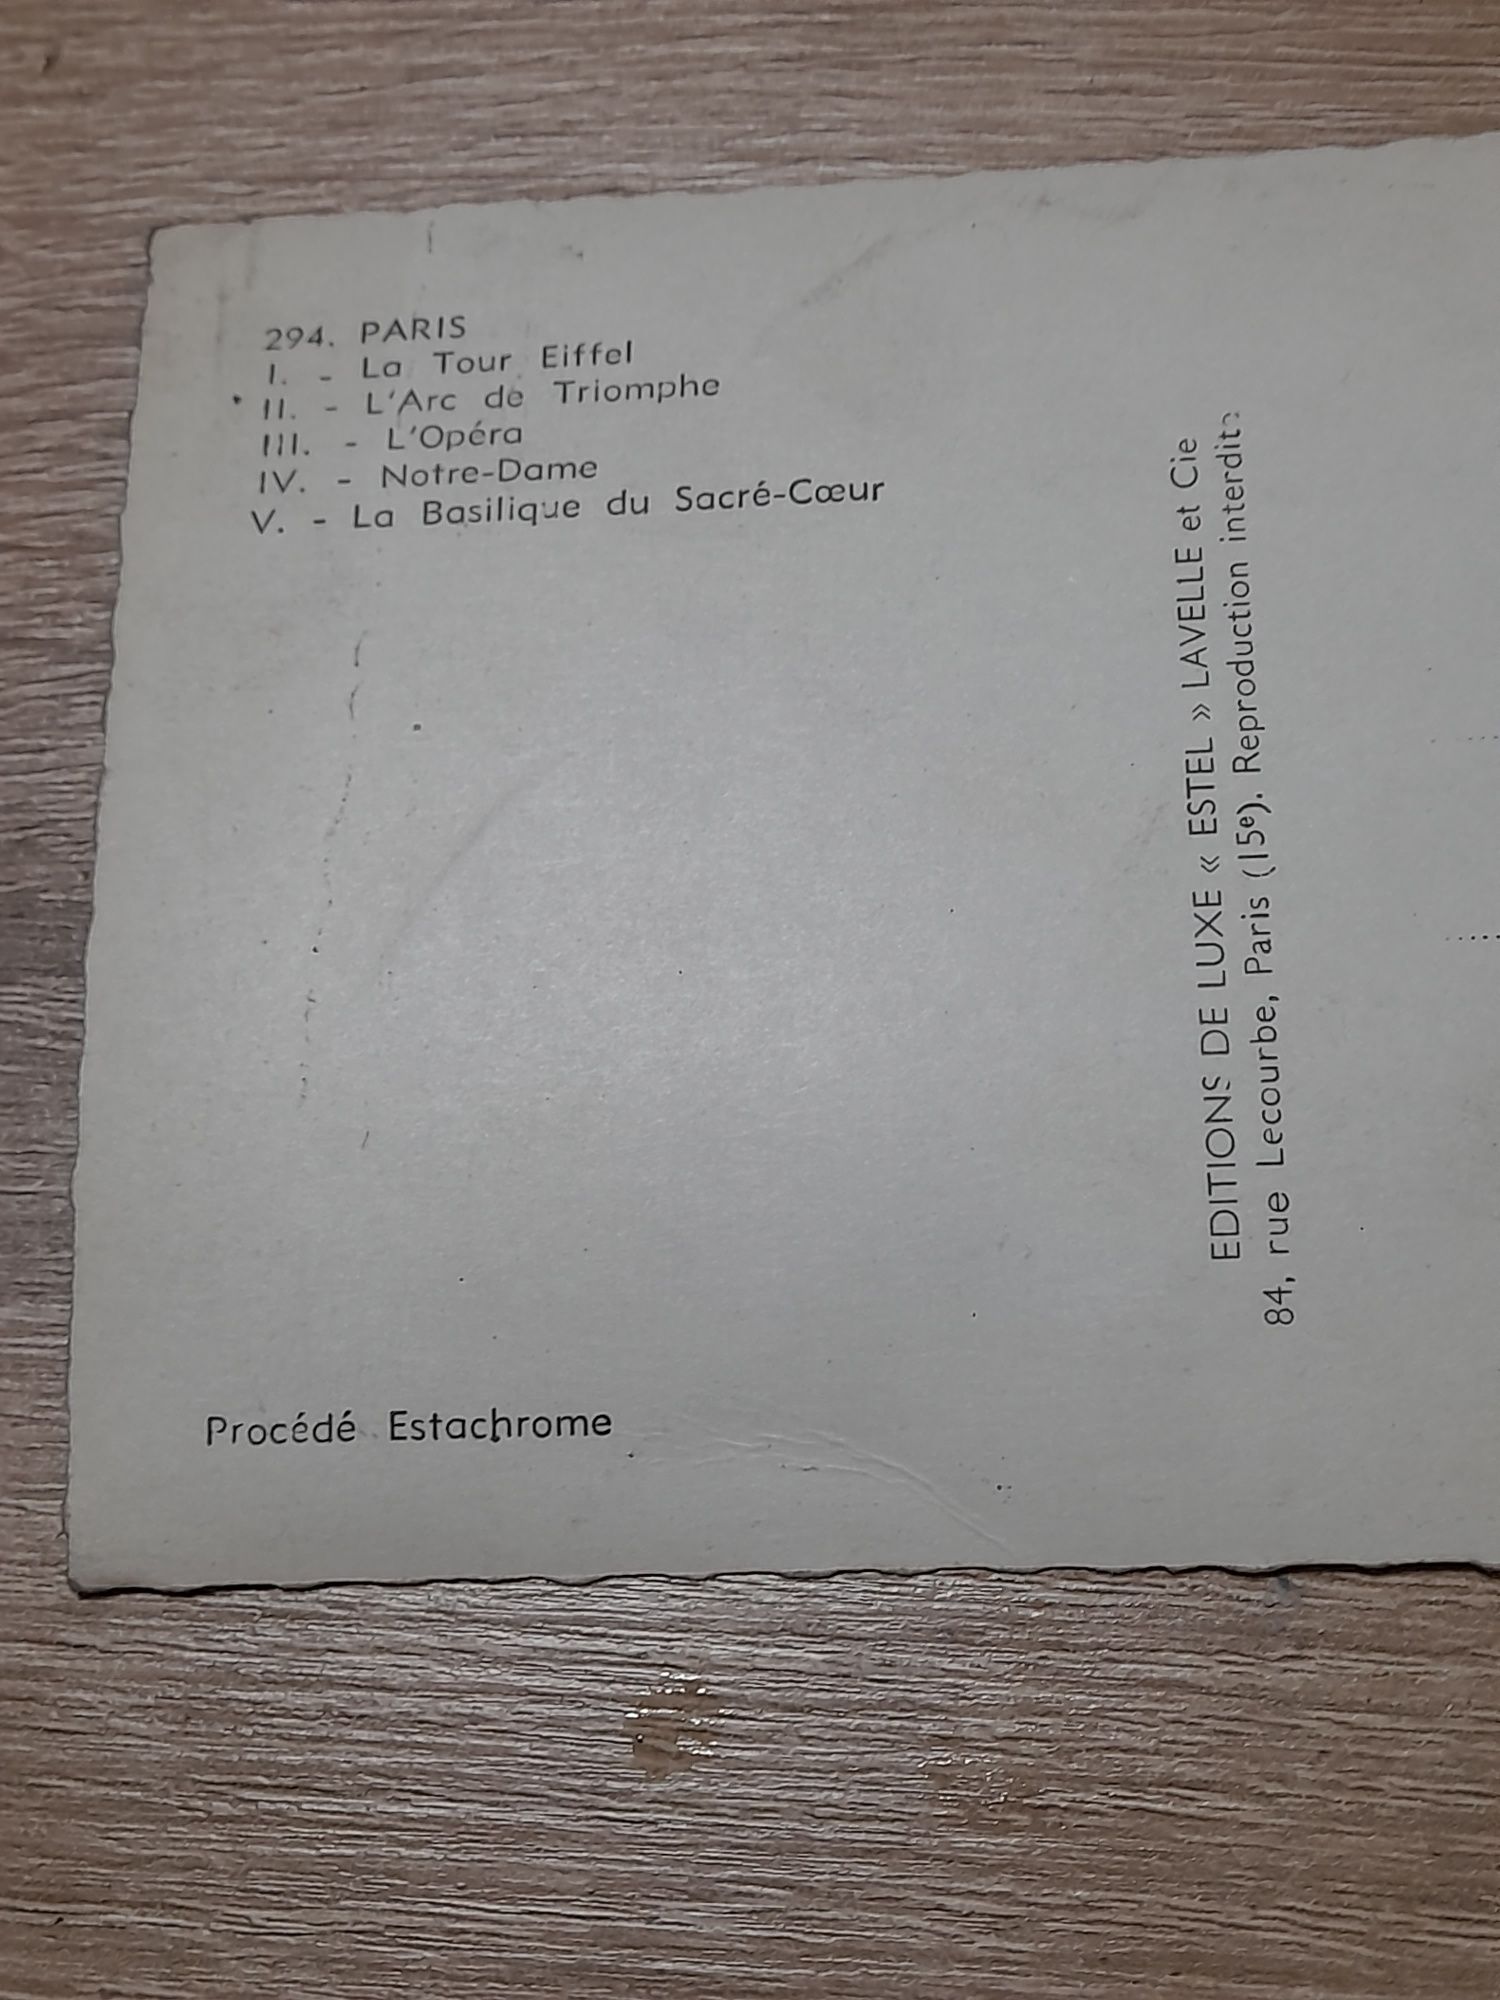 294. PARIS
I. - La Tour Eiffel
II. - L'Arc de Triomphe
III. - L'Opéra
IV. - Notre-Dame
V. - La Basilique du Sacré-Cœur
EDITIONS DE LUXE « ESTEL » LAVELLE et Cie
84, rue Lecourbe, Paris (15e). Reproduction interdite
Procédé Estachrome